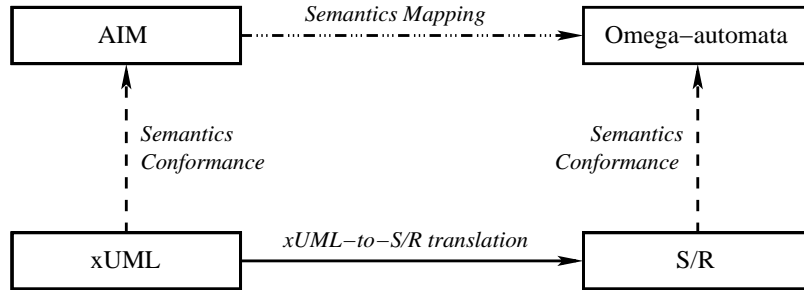 Semantics Mapping
AIM
Omega−automata
Semantics
Conformance
Semantics
Conformance
xUML−to−S/R translation
xUML
S/R